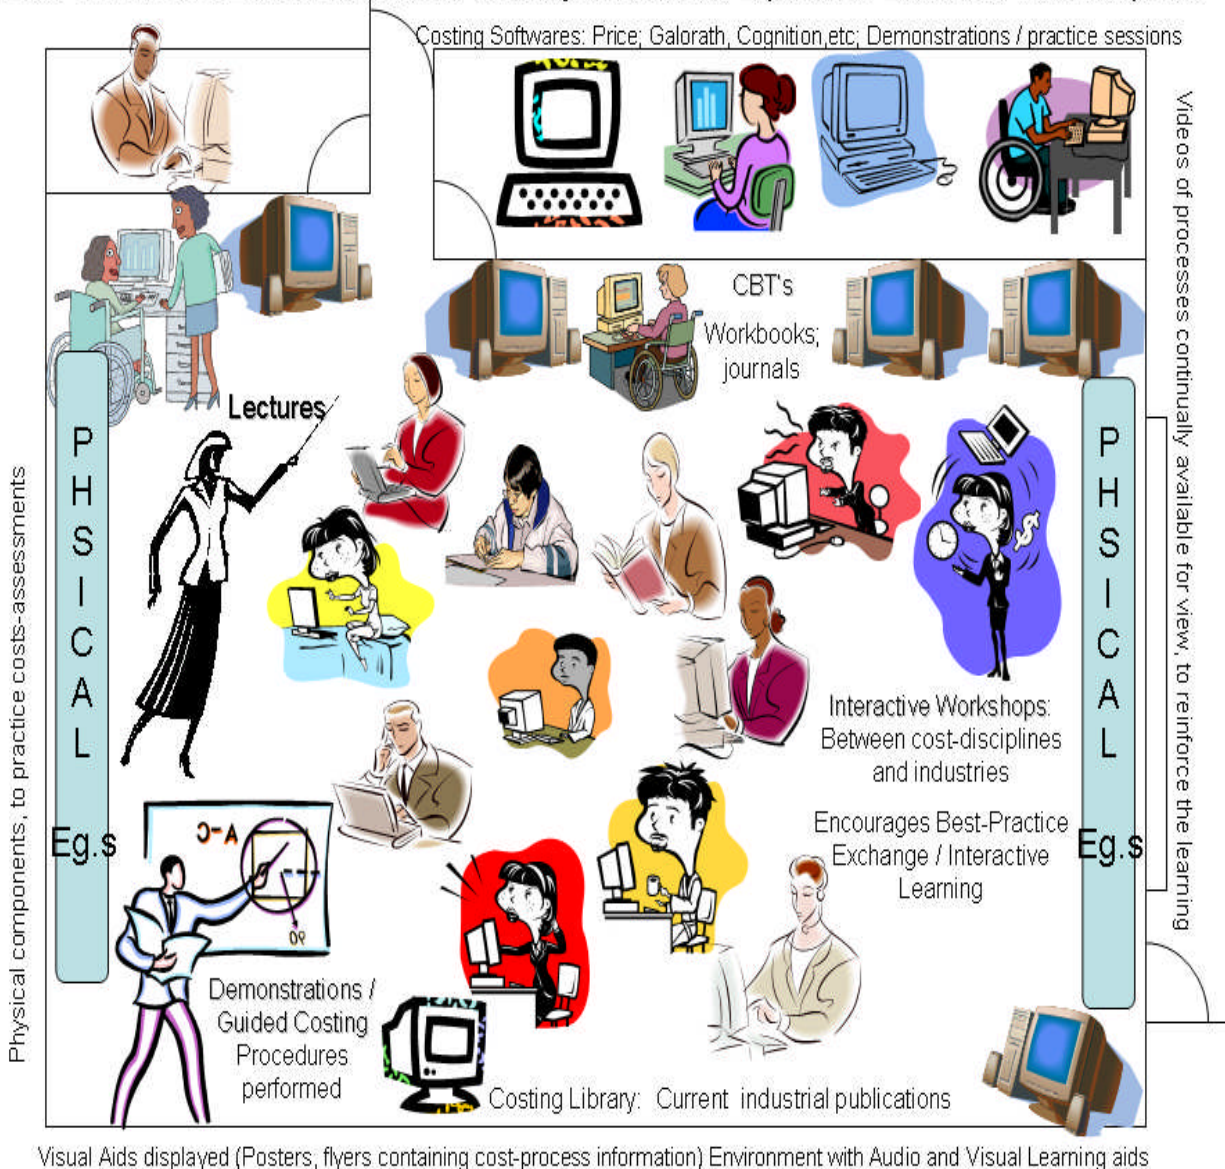 Costing Softwares: Price; Galorath, Cognition,etc; Demonstrations / practice sessions
CBT's
Workbooks;
journals
Lectures
PHSICAL
Eg.s
PHSICAL
Eg.s
Physical components, to practice costs-assessments
Videos of processes continually available for view, to reinforce the learning
Interactive Workshops:
Between cost-disciplines
and industries
Encourages Best-Practice
Exchange / Interactive
Learning
A-C
90
Demonstrations /
Guided Costing
Procedures
performed
Costing Library: Current industrial publications
Visual Aids displayed (Posters, flyers containing cost-process information) Environment with Audio and Visual Learning aids